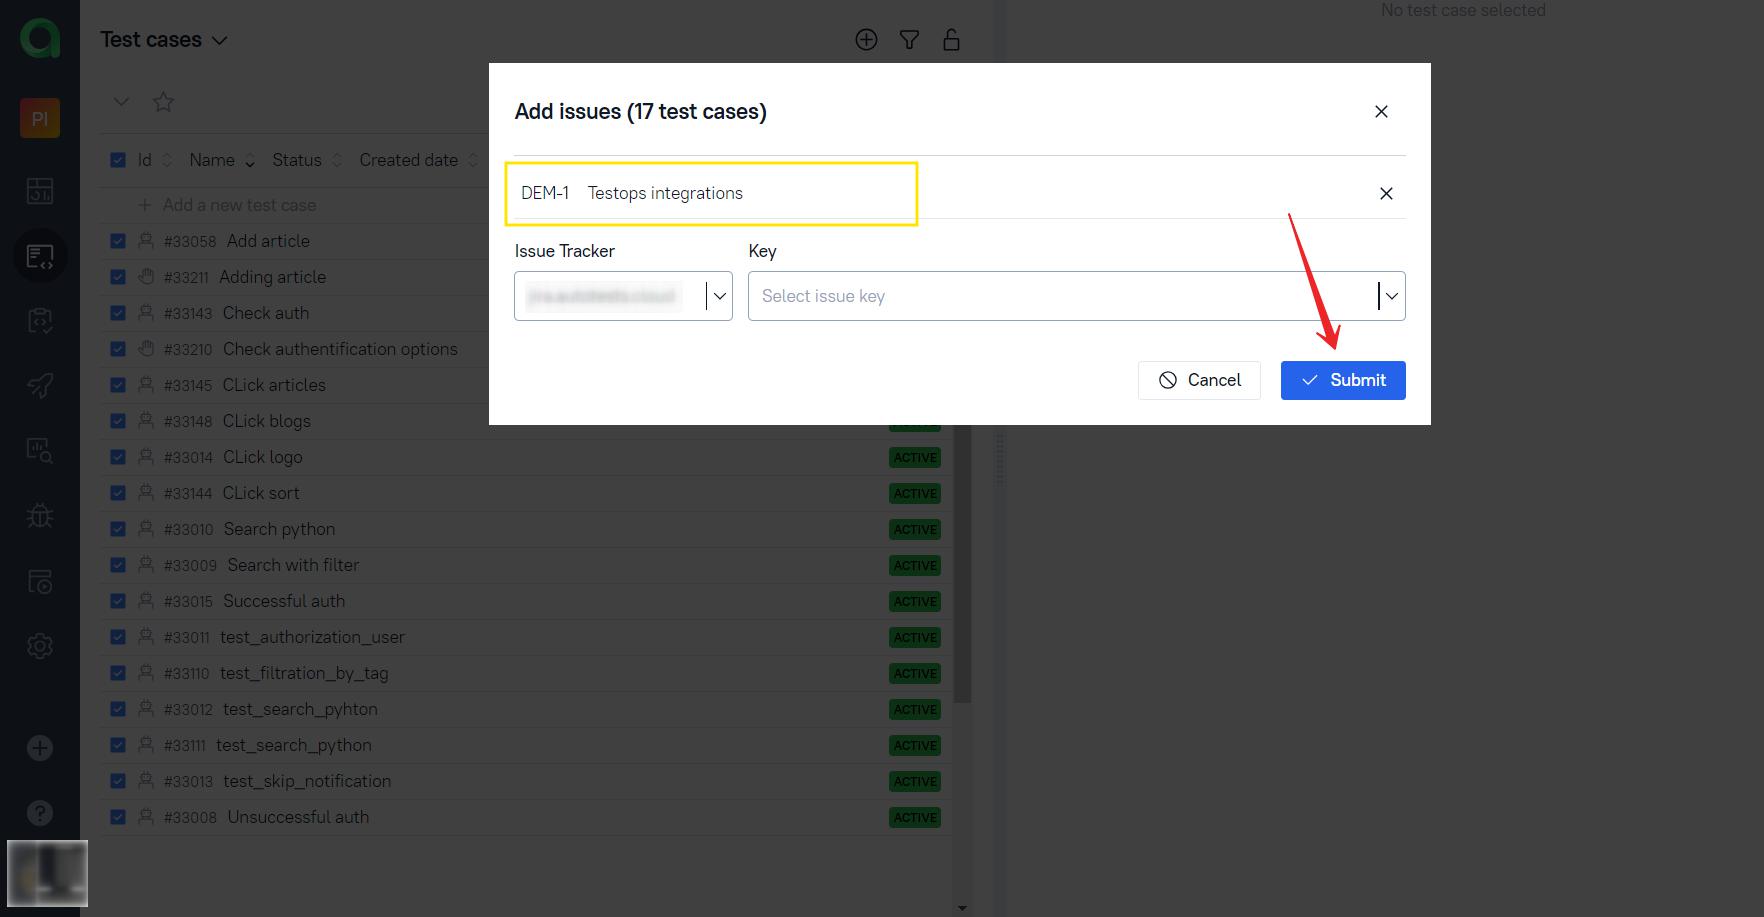 No test case selected
Test cases
Add issues (17 test cases)
PI
Id Name Status Created date
DEM-1 Testops integrations
Add a new test case
#33058 Add article
Issue Tracker Key
#33211 Adding article
Select issue key
#33143 Check auth
#33210 Check authentification options
#33145 CLick articles
Cancel Submit
#33148 CLick blogs
#33014 CLick logo ACTIVE
#33144 CLick sort ACTIVE
#33010 Search python ACTIVE
#33009 Search with filter ACTIVE
#33015 Successful auth ACTIVE
#33011 test_authorization_user ACTIVE
#33110 test_filtration_by_tag ACTIVE
#33012 test_search_pyhton ACTIVE
#33111 test_search_python ACTIVE
#33013 test_skip_notification ACTIVE
#33008 Unsuccessful auth ACTIVE